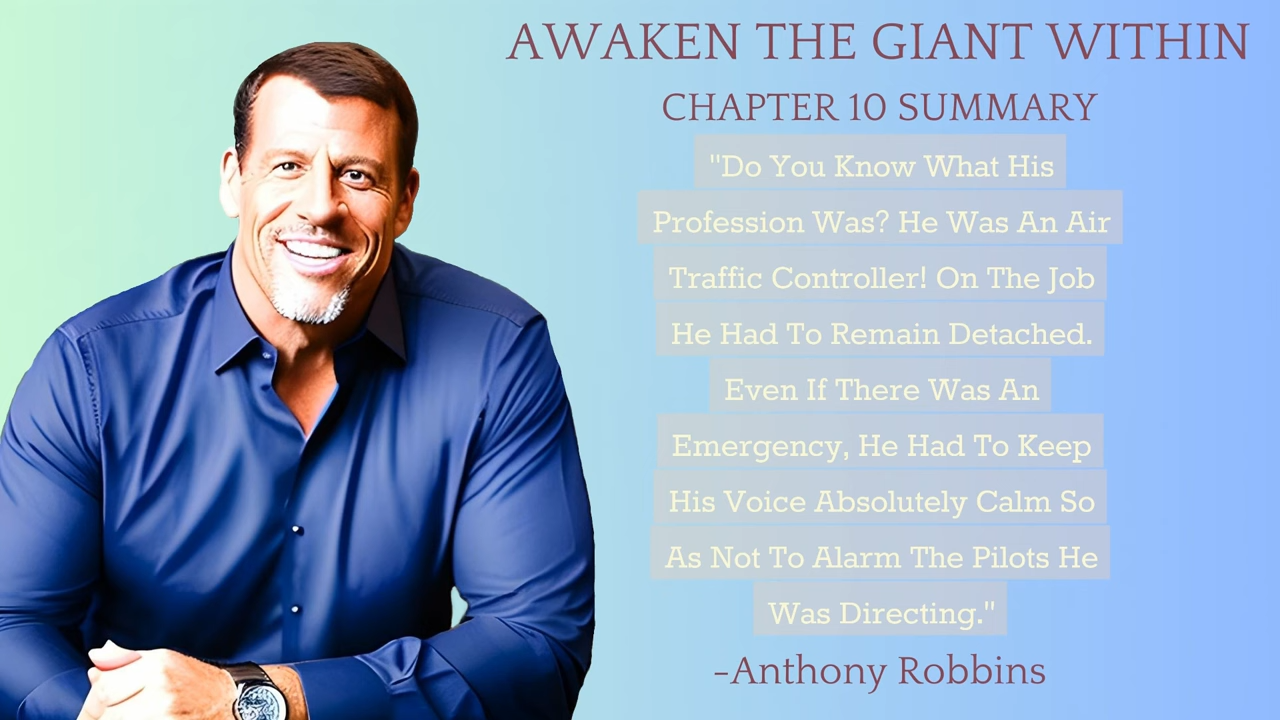 AWAKEN THE GIANT WITHIN
CHAPTER 10 SUMMARY
"Do You Know What His
Profession Was? He Was An Air
Traffic Controller! On The Job
He Had To Remain Detached.
Even If There Was An
Emergency, He Had To Keep
His Voice Absolutely Calm So
As Not To Alarm The Pilots He
Was Directing."
-Anthony Robbins